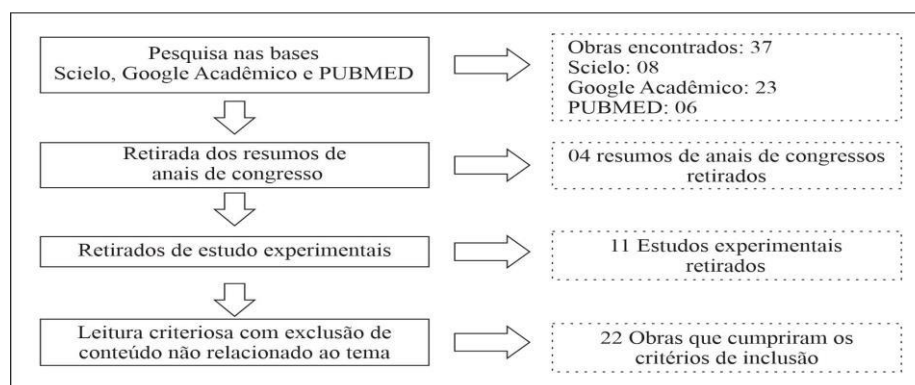 Pesquisa nas bases
Scielo, Google Acadêmico e PUBMED
Obras encontrados: 37
Scielo: 08
Google Acadêmico: 23
PUBMED: 06
Retirada dos resumos de
anais de congresso
04 resumos de anais de congressos
retirados
Retirados de estudo experimentais
11 Estudos experimentais
retirados
Leitura criteriosa com exclusão de
conteúdo não relacionado ao tema
22 Obras que cumpriram os
critérios de inclusão